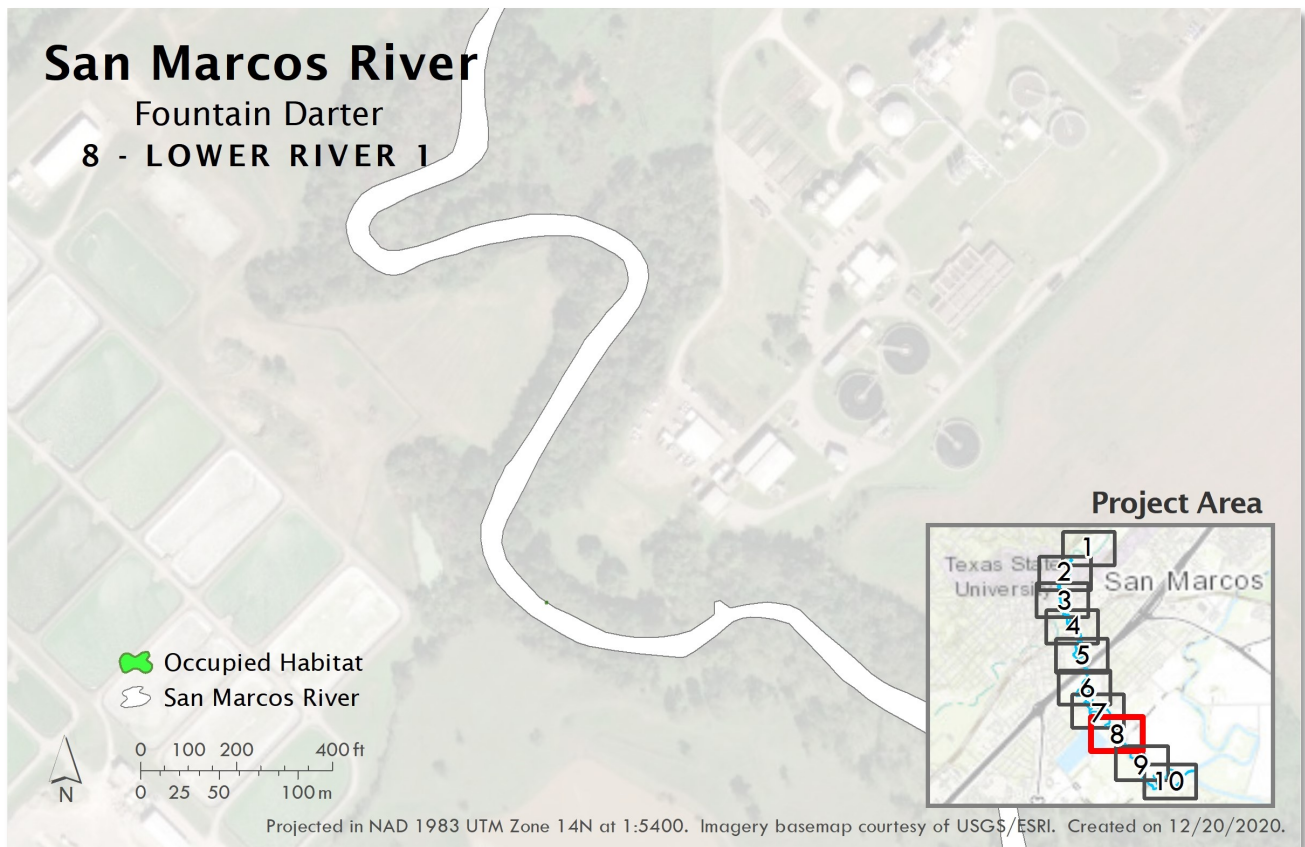 San Marcos River
Fountain Darter
8 - LOWER RIVER 1
Project Area
1
Texas State
University
2
San Marcos
3
4
5
6
7
8
9
10
Occupied Habitat
San Marcos River
0 100 200 400 ft
0 25 50 100 m
N
Projected in NAD 1983 UTM Zone 14N at 1:5400. Imagery basemap courtesy of USGS/ESRI. Created on 12/20/2020.